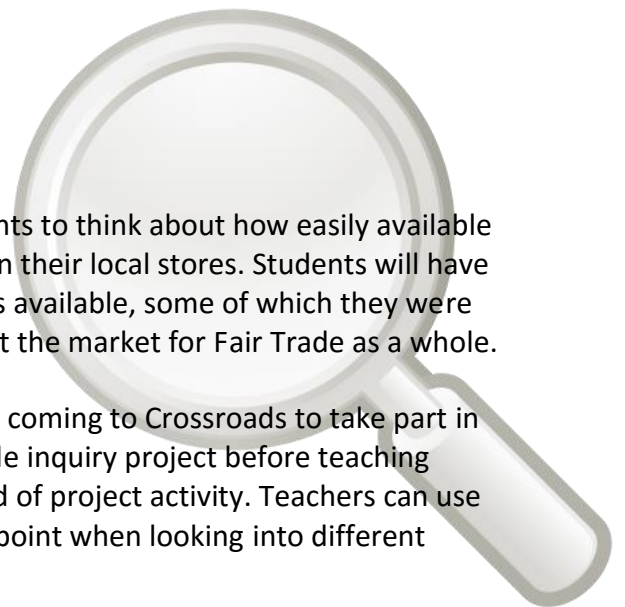 nts to think about how easily available
n their local stores. Students will have
s available, some of which they were
t the market for Fair Trade as a whole.
coming to Crossroads to take part in
le inquiry project before teaching
d of project activity. Teachers can use
point when looking into different